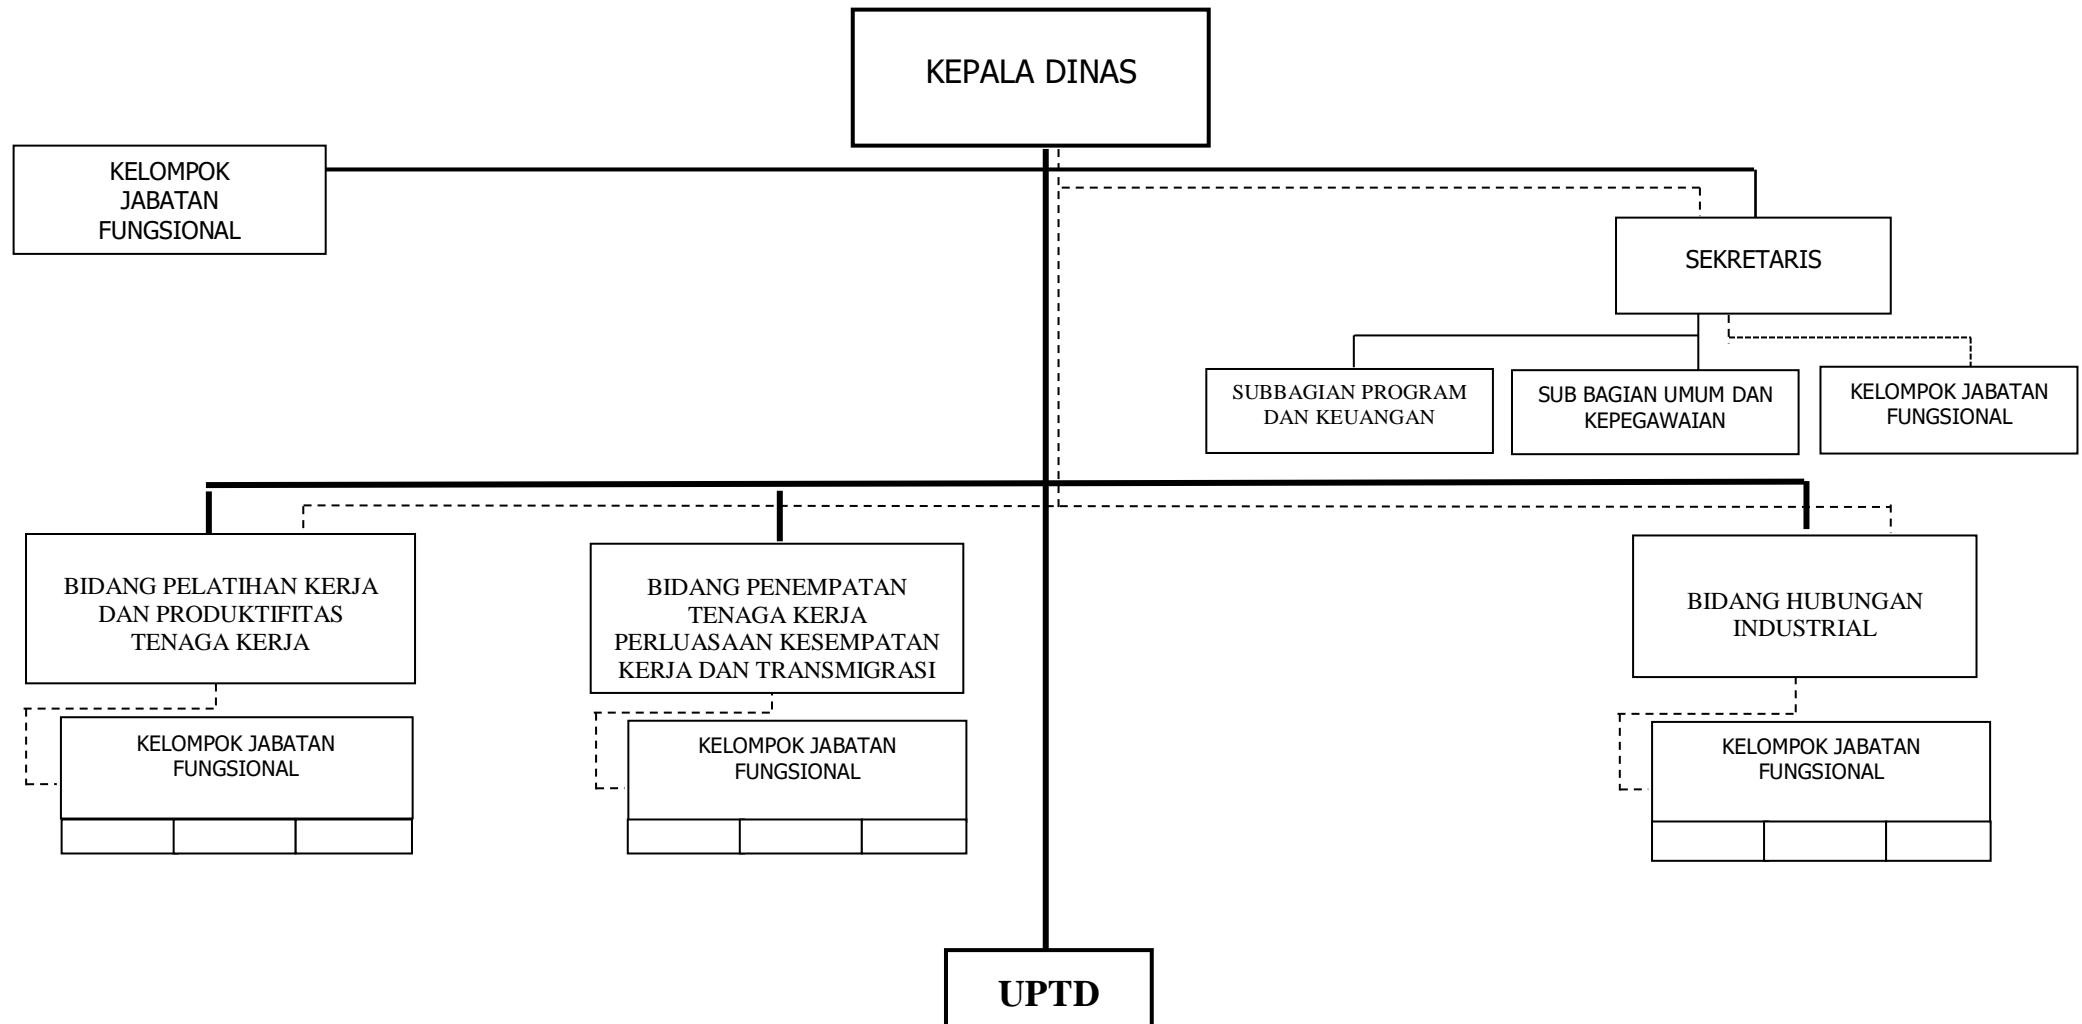 KEPALA DINAS
KELOMPOK
JABATAN
FUNGSIONAL
SEKRETARIS
SUBBAGIAN PROGRAM
DAN KEUANGAN
SUB BAGIAN UMUM DAN
KEPEGAWAIAN
KELOMPOK JABATAN
FUNGSIONAL
BIDANG PELATIHAN KERJA
DAN PRODUKTIFITAS
TENAGA KERJA
BIDANG PENEMPATAN
TENAGA KERJA
PERLUASAAN KESEMPATAN
KERJA DAN TRANSMIGRASI
BIDANG HUBUNGAN
INDUSTRIAL
KELOMPOK JABATAN
FUNGSIONAL
KELOMPOK JABATAN
FUNGSIONAL
KELOMPOK JABATAN
FUNGSIONAL
UPTD